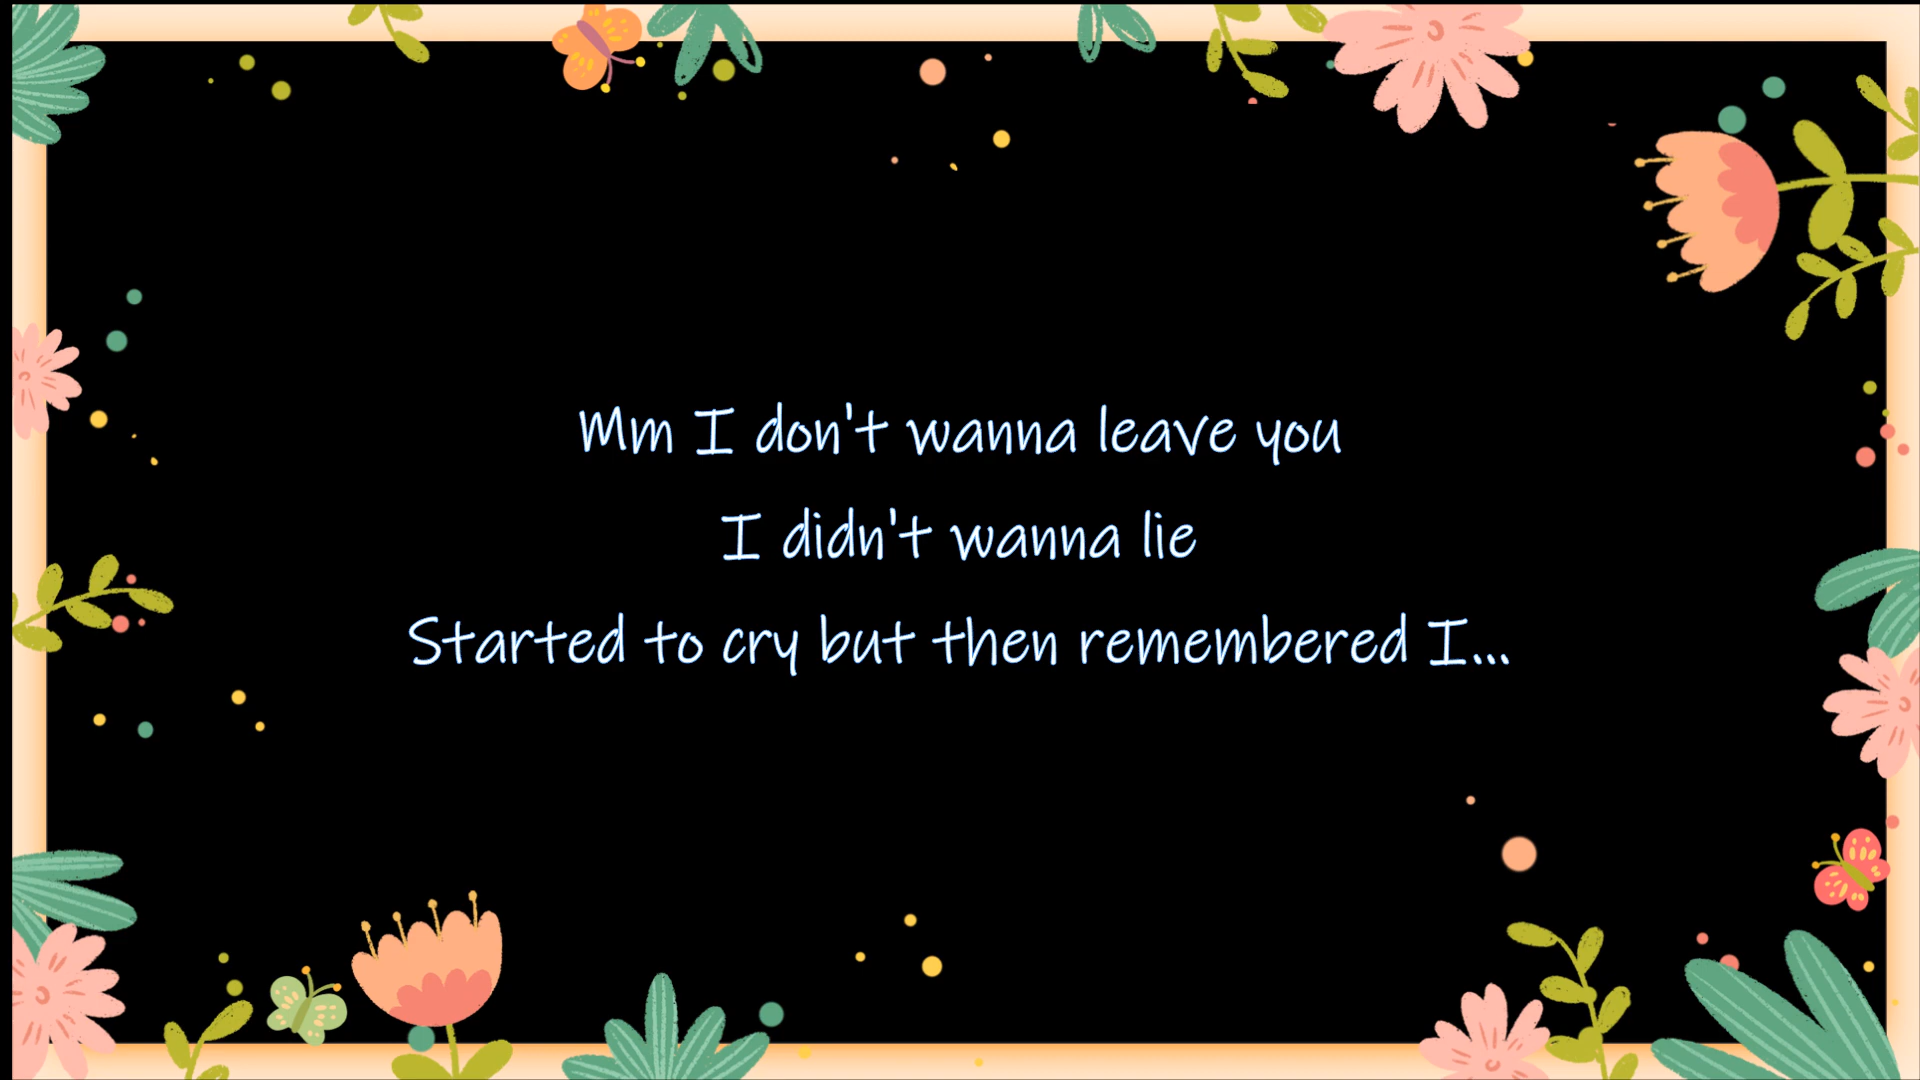 Mm I don't wanna leave you
I didn't wanna lie
Started to cry but then remembered I...